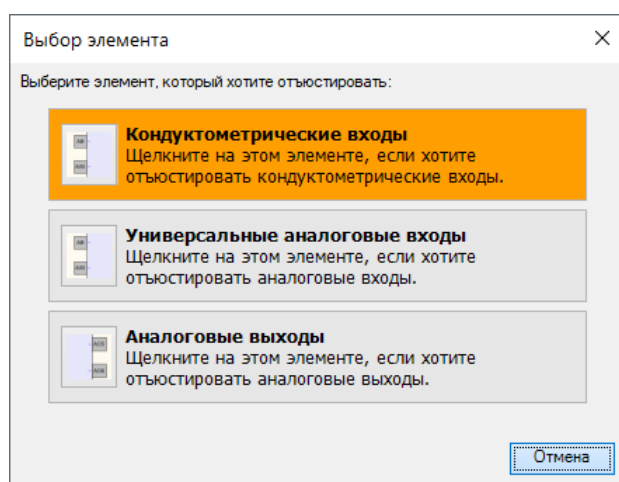 Выбор элемента
Выберите элемент, который хотите отъюстировать:
Кондуктометрические входы
Щелкните на этом элементе, если хотите
отъюстировать кондуктометрические входы.
Универсальные аналоговые входы
Щелкните на этом элементе, если хотите
отъюстировать аналоговые входы.
Аналоговые выходы
Щелкните на этом элементе, если хотите
отъюстировать аналоговые выходы.
Отмена